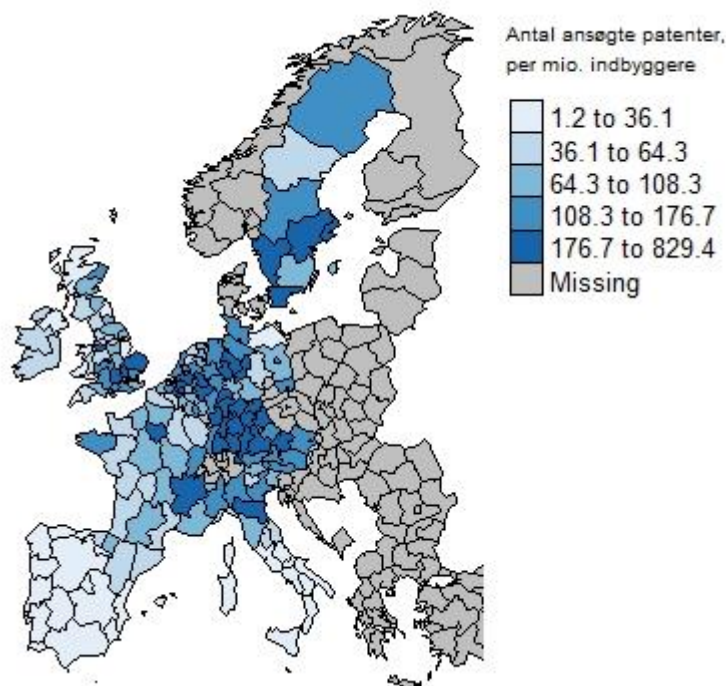 Antal ansøgte patenter,
per mio. indbyggere
1.2 to 36.1
36.1 to 64.3
64.3 to 108.3
108.3 to 176.7
176.7 to 829.4
Missing